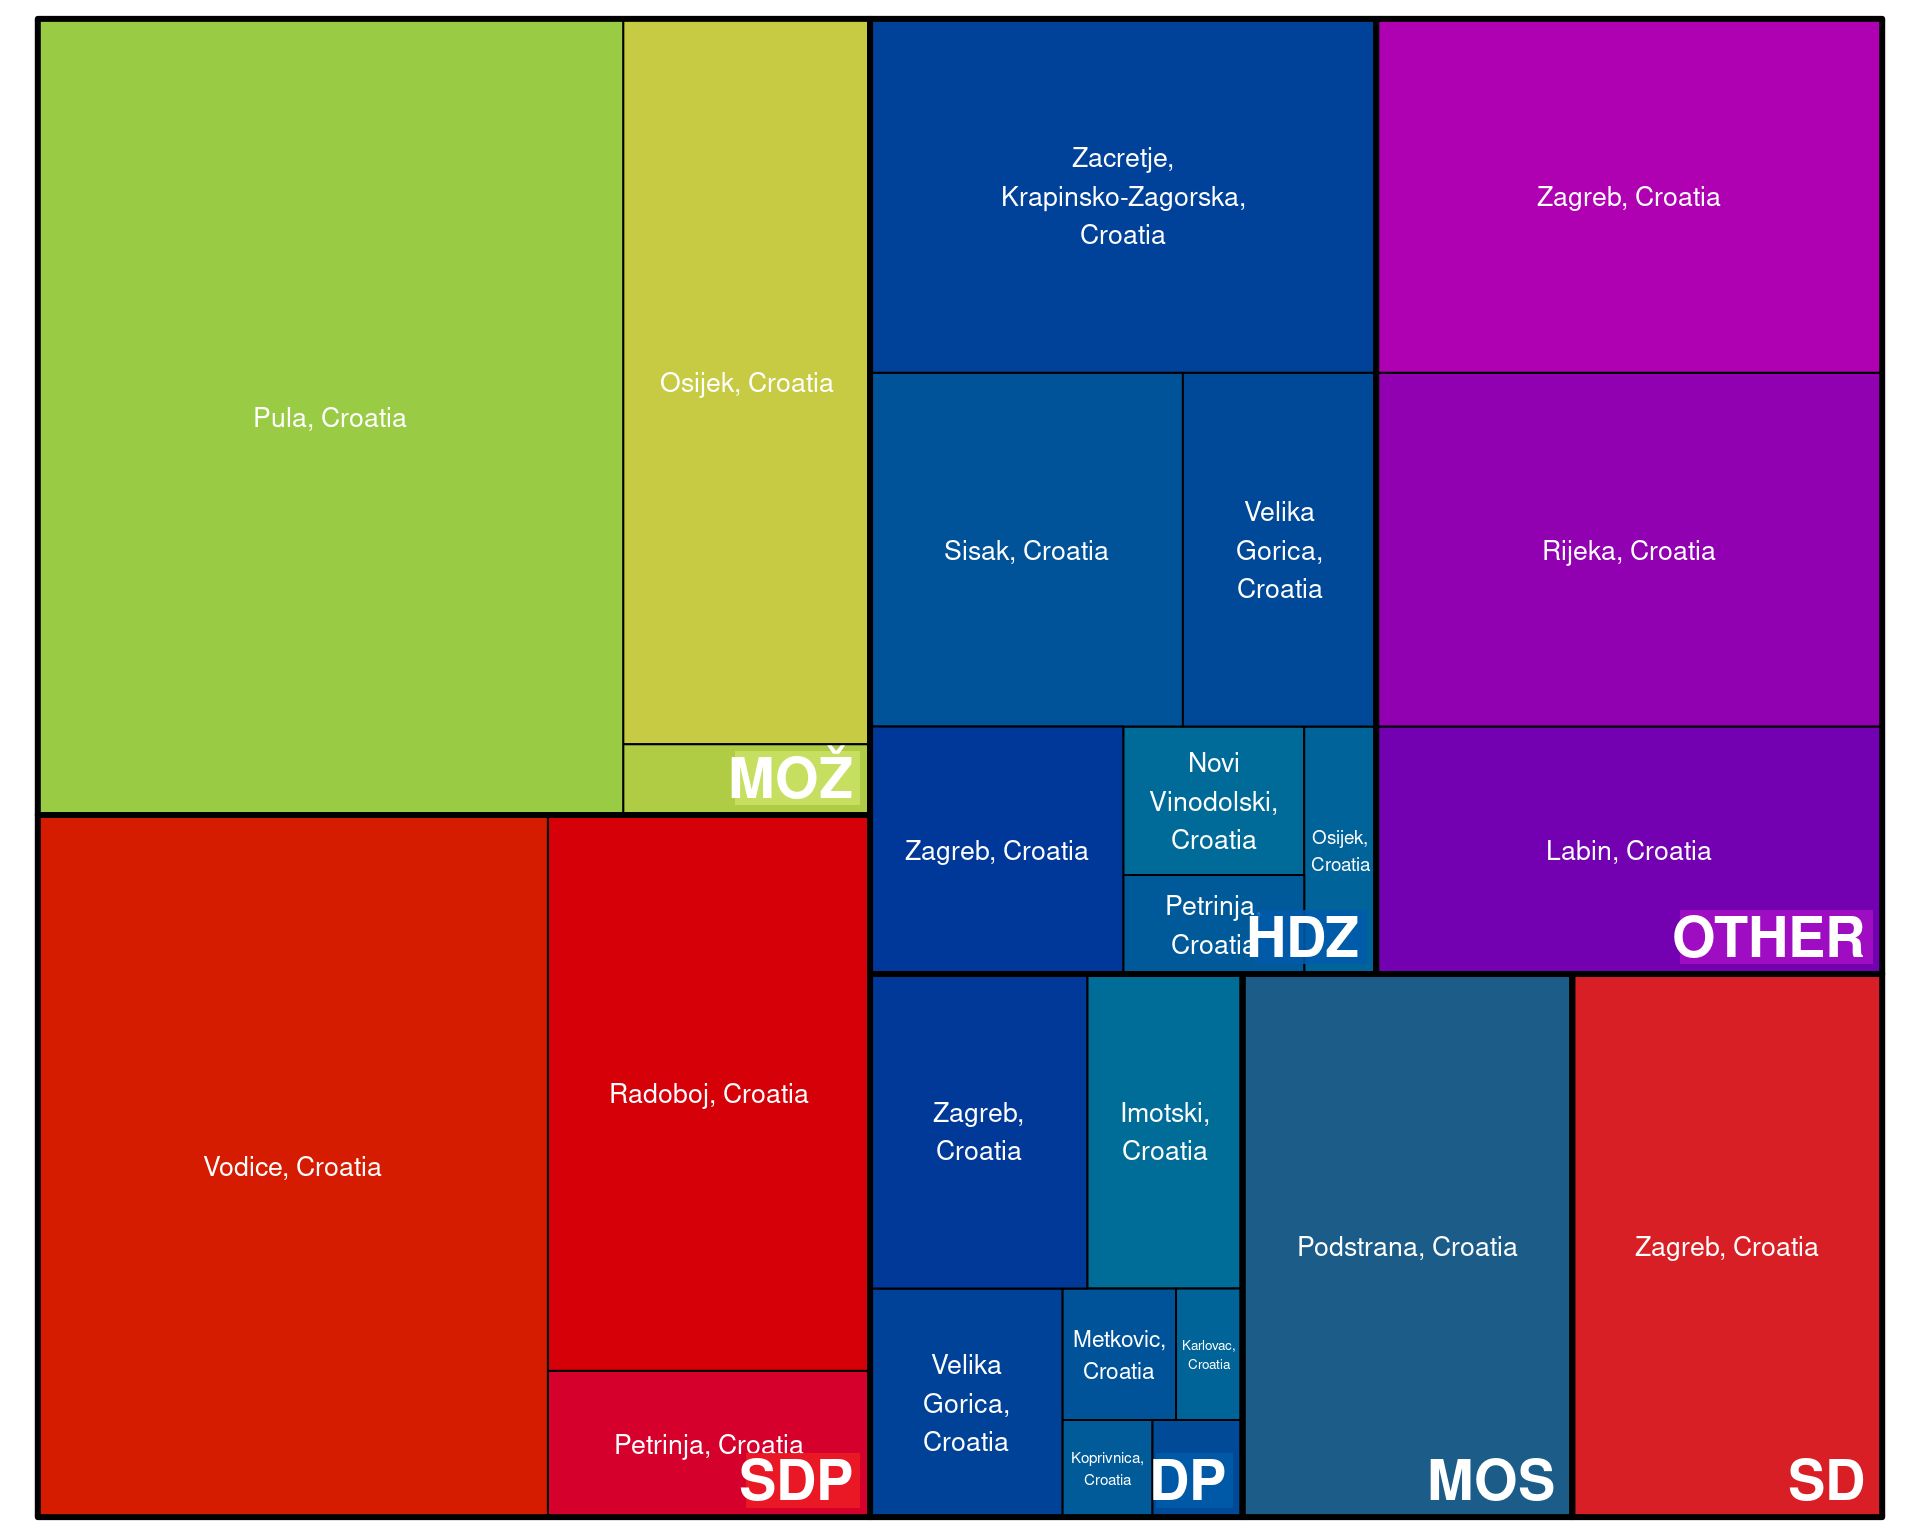 Pula, Croatia
Osijek, Croatia
MOŽ
Zacretje,
Krapinsko-Zagorska,
Croatia
Sisak, Croatia
Velika
Gorica,
Croatia
Zagreb, Croatia
Novi
Vinodolski,
Croatia
Osijek,
Croatia
Petrinja,
Croatia
HDZ
Zagreb, Croatia
Rijeka, Croatia
Labin, Croatia
OTHER
Vodice, Croatia
Radoboj, Croatia
Petrinja, Croatia
SDP
Zagreb,
Croatia
Imotski,
Croatia
Velika
Gorica,
Croatia
Metkovic,
Croatia
Karlovac,
Croatia
Koprivnica,
Croatia
DP
Podstrana, Croatia
MOS
Zagreb, Croatia
SD